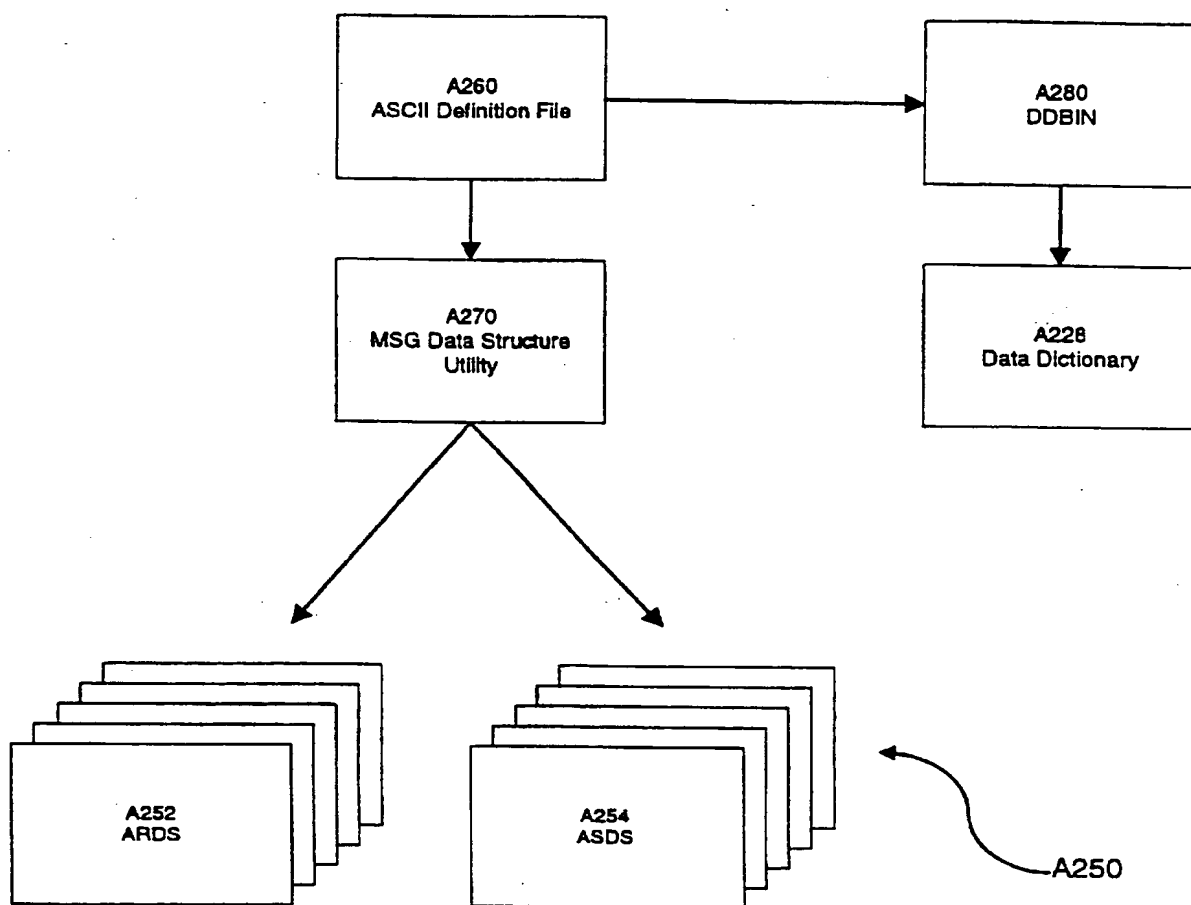 A260
ASCII Definition File
A280
DDBIN
A270
MSG Data Structure
Utility
A228
Data Dictionary
A252
ARDS
A254
ASDS
A250